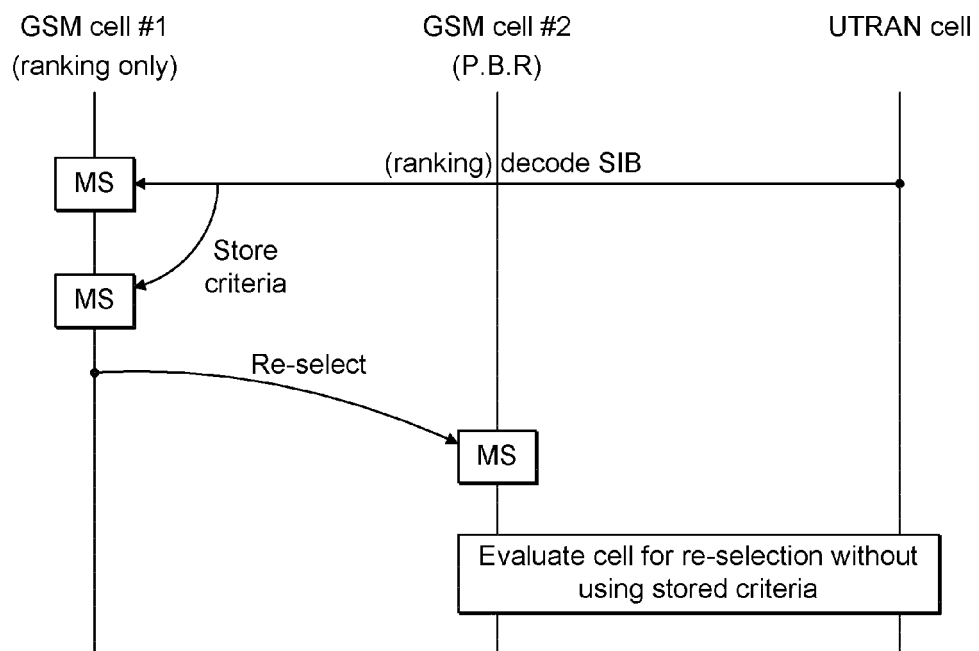 GSM cell #1
(ranking only)
GSM cell #2
(P.B.R)
UTRAN cell
(ranking) decode SIB
MS
Store
criteria
MS
Re-select
MS
Evaluate cell for re-selection without
using stored criteria